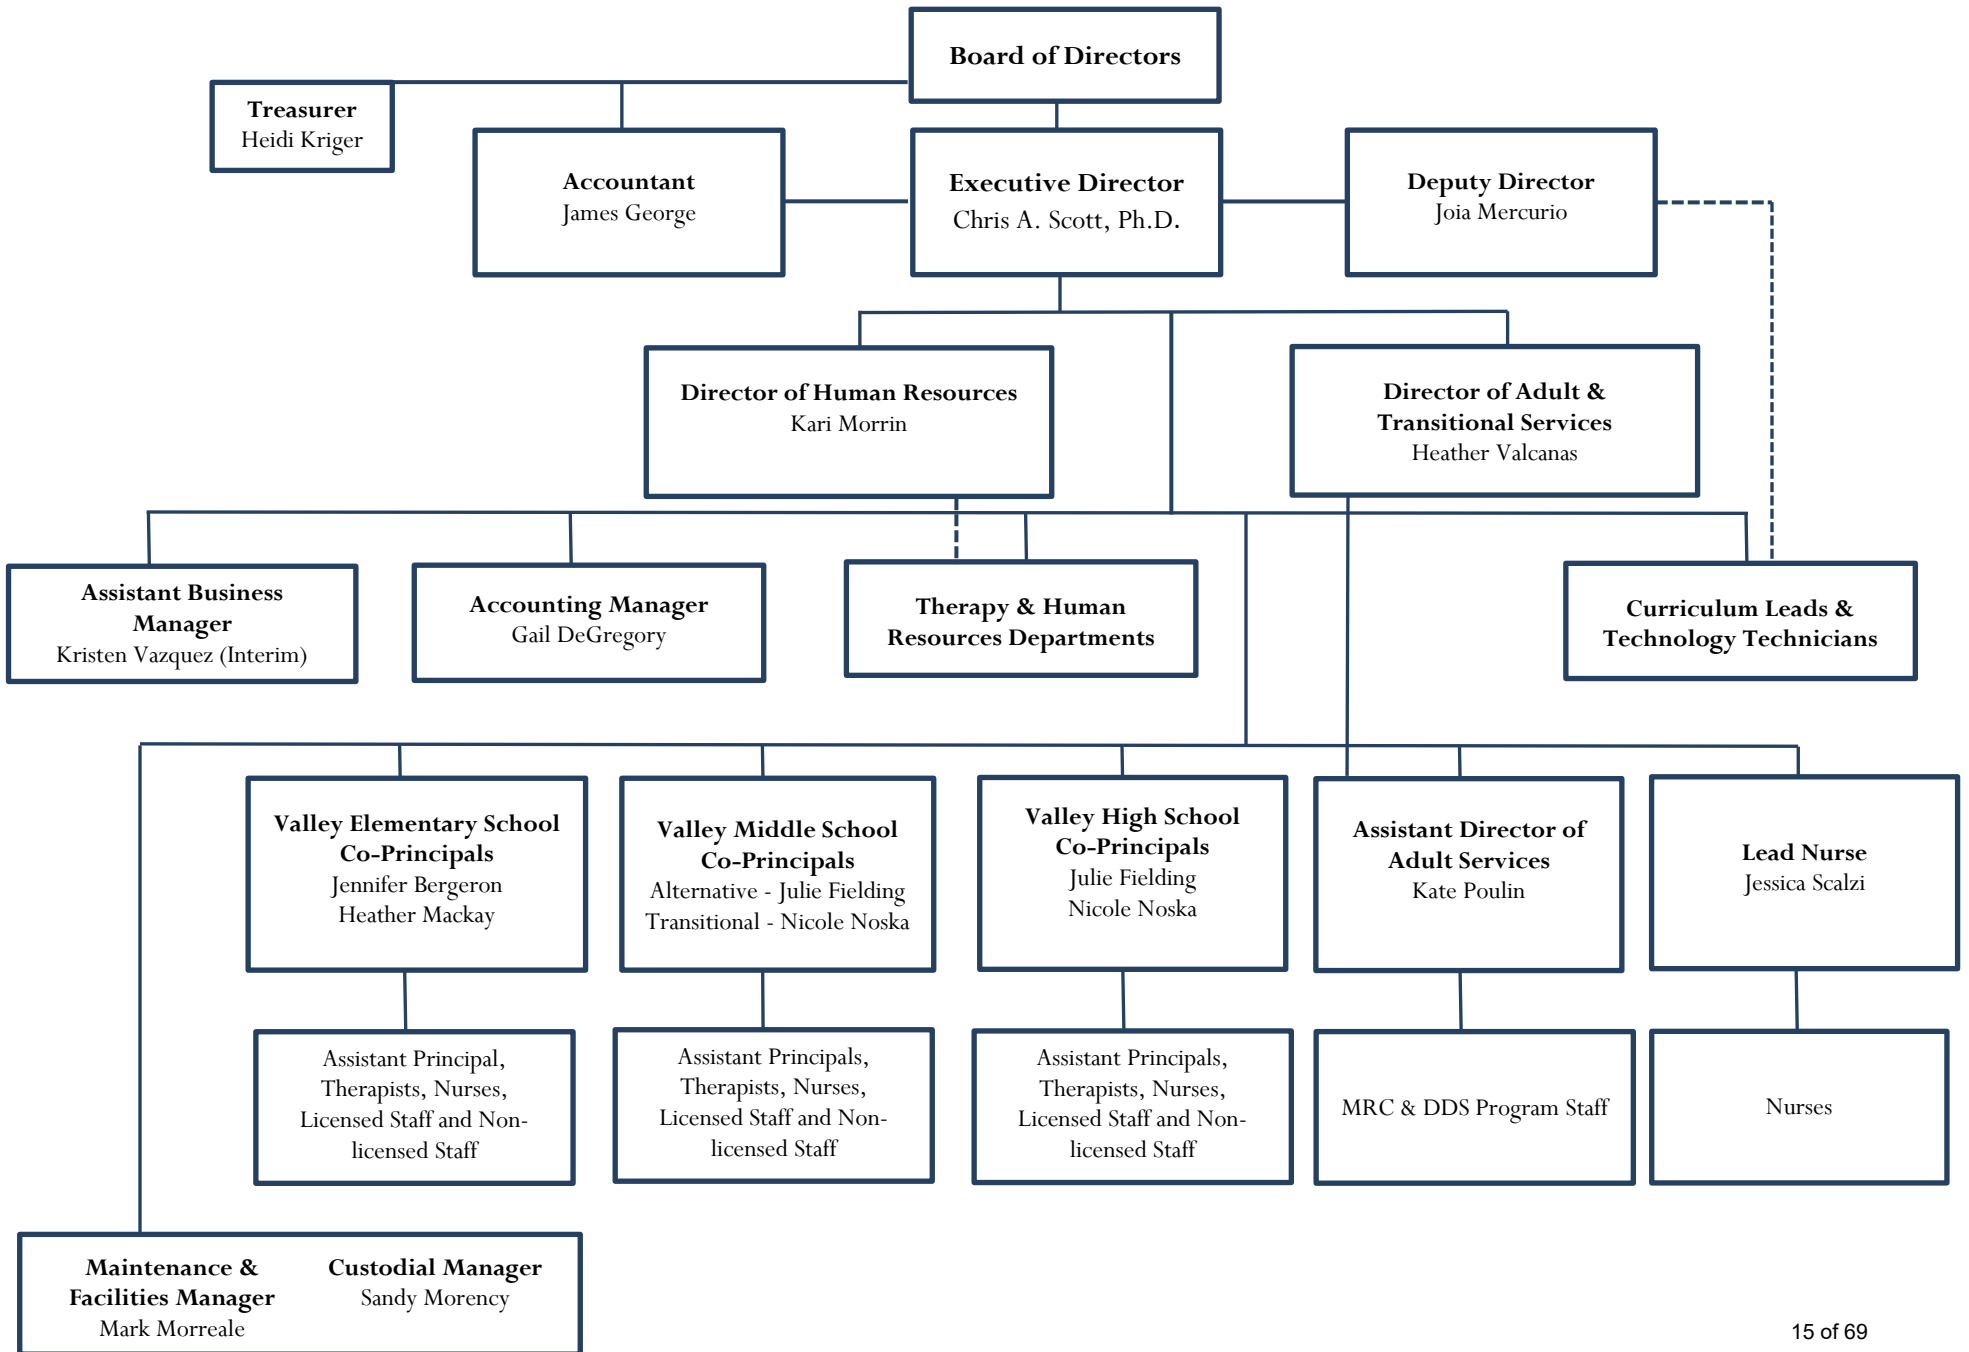 Board of Directors
Treasurer
Heidi Kriger
Accountant
James George
Executive Director
Chris A. Scott, Ph.D.
Deputy Director
Joia Mercurio
Director of Human Resources
Kari Morrin
Director of Adult &
Transitional Services
Heather Valcanas
Assistant Business
Manager
Kristen Vazquez (Interim)
Accounting Manager
Gail DeGregory
Therapy & Human
Resources Departments
Curriculum Leads &
Technology Technicians
Valley Elementary School
Co-Principals
Jennifer Bergeron
Heather Mackay
Valley Middle School
Co-Principals
Alternative - Julie Fielding
Transitional - Nicole Noska
Valley High School
Co-Principals
Julie Fielding
Nicole Noska
Assistant Director of
Adult Services
Kate Poulin
Lead Nurse
Jessica Scalzi
Assistant Principal,
Therapists, Nurses,
Licensed Staff and Non-
licensed Staff
Assistant Principals,
Therapists, Nurses,
Licensed Staff and Non-
licensed Staff
Assistant Principals,
Therapists, Nurses,
Licensed Staff and Non-
licensed Staff
MRC & DDS Program Staff
Nurses
Maintenance &
Facilities Manager
Mark Morreale
Custodial Manager
Sandy Morency
15 of 69